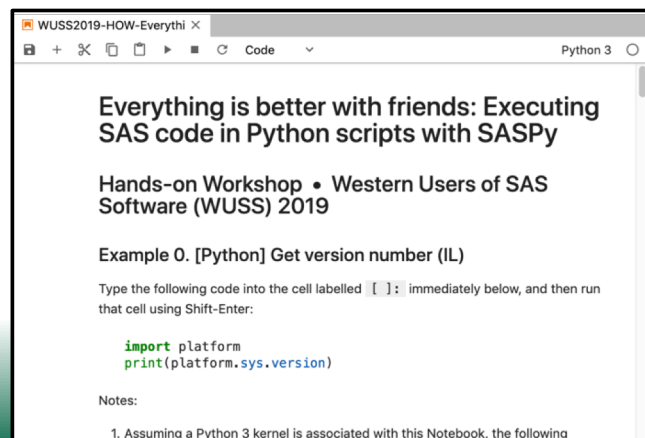 WUSS2019-HOW-Everythi
Code
Python 3
Everything is better with friends: Executing
SAS code in Python scripts with SASPy
Hands-on Workshop • Western Users of SAS
Software (WUSS) 2019
Example 0. [Python] Get version number (IL)
Type the following code into the cell labelled [ ]: immediately below, and then run
that cell using Shift-Enter:
import platform
print(platform.sys.version)
Notes:
1. Assuming a Python 3 kernel is associated with this Notebook, the following